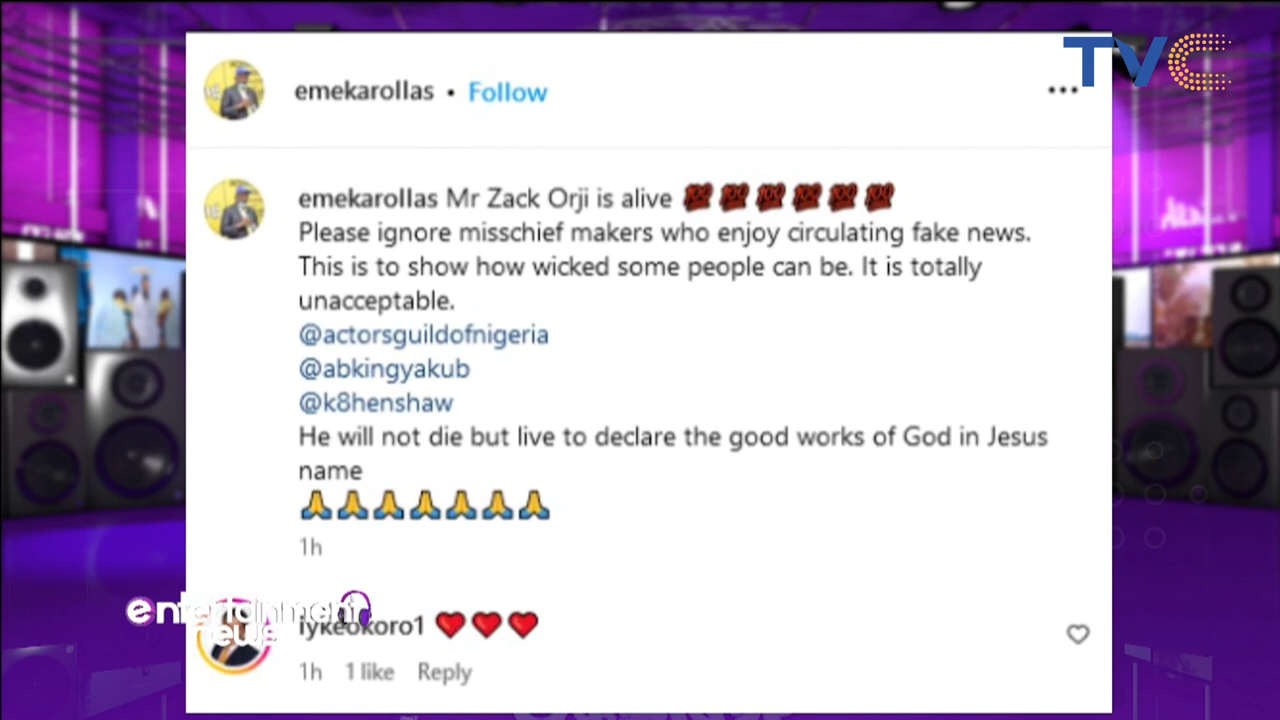 TVC
emekarollas • Follow
emekarollas Mr Zack Orji is alive 💯💯💯💯💯💯
Please ignore misschief makers who enjoy circulating fake news.
This is to show how wicked some people can be. It is totally
unacceptable.
@actorsguildofnigeria
@abkingyakub
@k8henshaw
He will not die but live to declare the good works of God in Jesus
name
🙏🙏🙏🙏🙏🙏🙏
1h
entertainment
news
iykeokoro1 ❤️❤️❤️
1h 1 like Reply